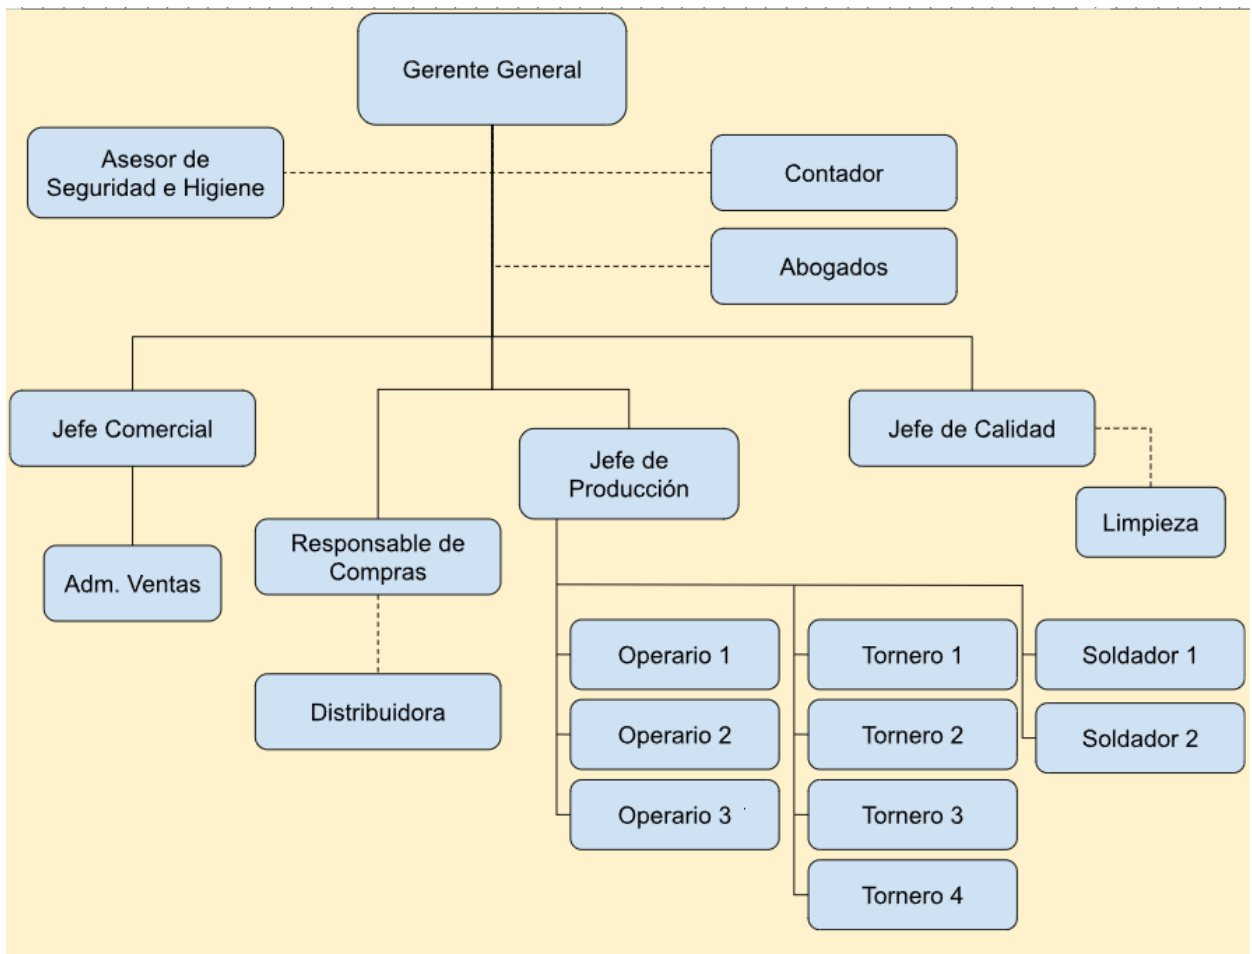 Gerente General
Asesor de
Seguridad e Higiene
Contador
Abogados
Jefe Comercial
Jefe de Calidad
Jefe de
Producción
Limpieza
Responsable de
Compras
Adm. Ventas
Distribuidora
Operario 1
Tornero 1
Soldador 1
Operario 2
Tornero 2
Soldador 2
Operario 3
Tornero 3
Tornero 4